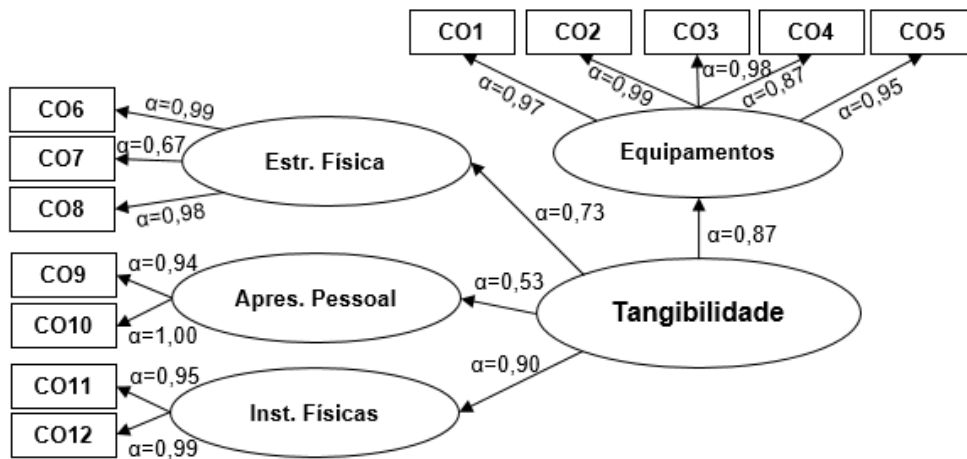 CO1
CO2
CO3
CO4
CO5
α=0,97
α=0,99
α=0,98
α=0,87
α=0,95
Equipamentos
CO6
CO7
CO8
α=0,99
α=0,67
α=0,98
Estr. Física
α=0,73
α=0,87
CO9
CO10
α=0,94
α=1,00
Apres. Pessoal
α=0,53
Tangibilidade
α=0,90
CO11
CO12
α=0,95
α=0,99
Inst. Físicas